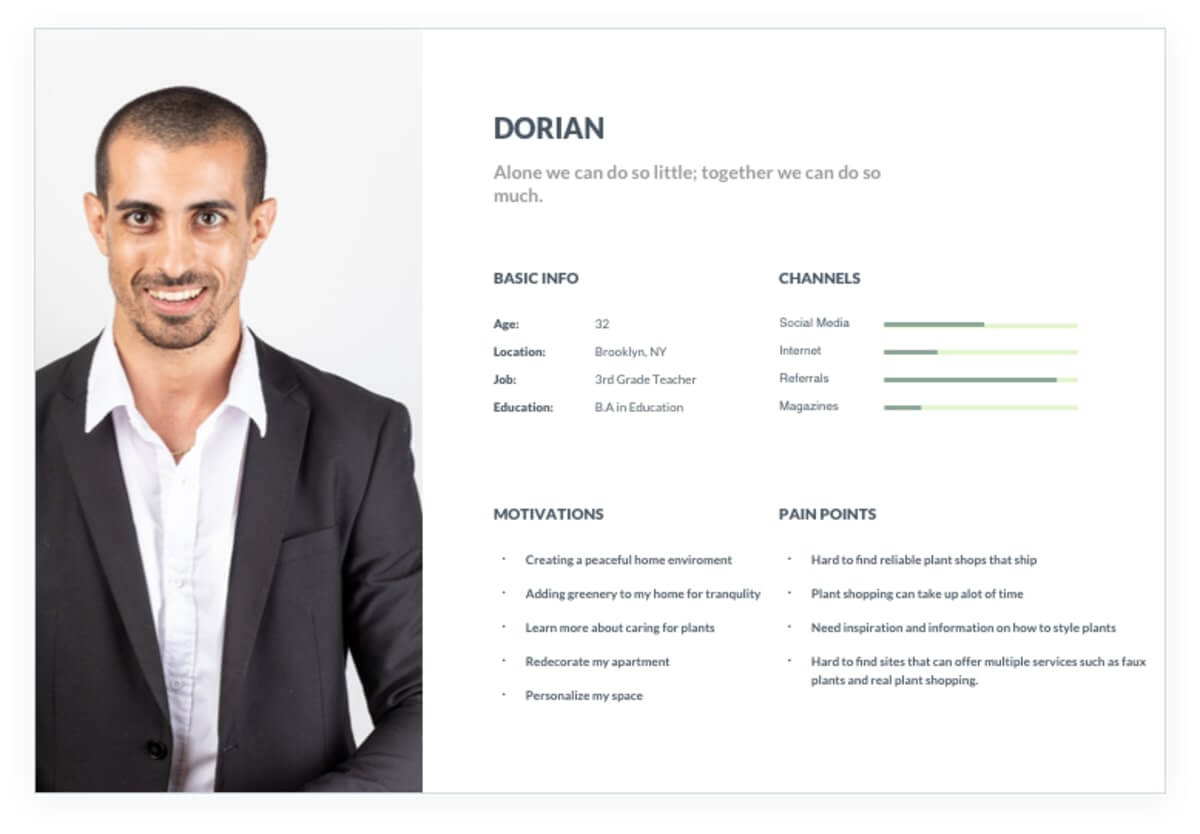 DORIAN
Alone we can do so little; together we can do so
much.
BASIC INFO
Age: 32
Location: Brooklyn, NY
Job: 3rd Grade Teacher
Education: B.A in Education
CHANNELS
Social Media
Internet
Referrals
Magazines
MOTIVATIONS
· Creating a peaceful home enviroment
· Adding greenery to my home for tranqulity
· Learn more about caring for plants
· Redecorate my apartment
· Personalize my space
PAIN POINTS
· Hard to find reliable plant shops that ship
· Plant shopping can take up alot of time
· Need inspiration and information on how to style plants
· Hard to find sites that can offer multiple services such as faux
plants and real plant shopping.